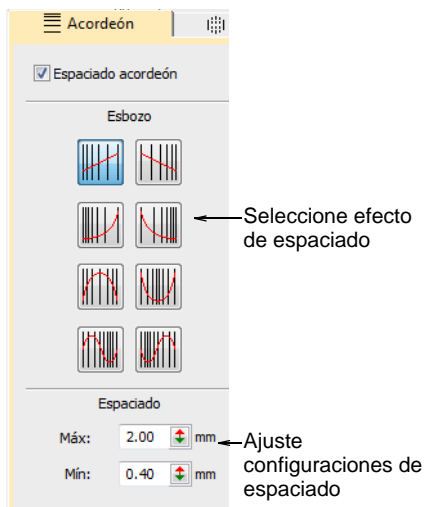 Acordeón
Espaciado acordeón
Esbozo
Seleccione efecto
de espaciado
Espaciado
Máx: 2.00 mm
Ajuste
configuraciones de
espaciado
Mín: 0.40 mm